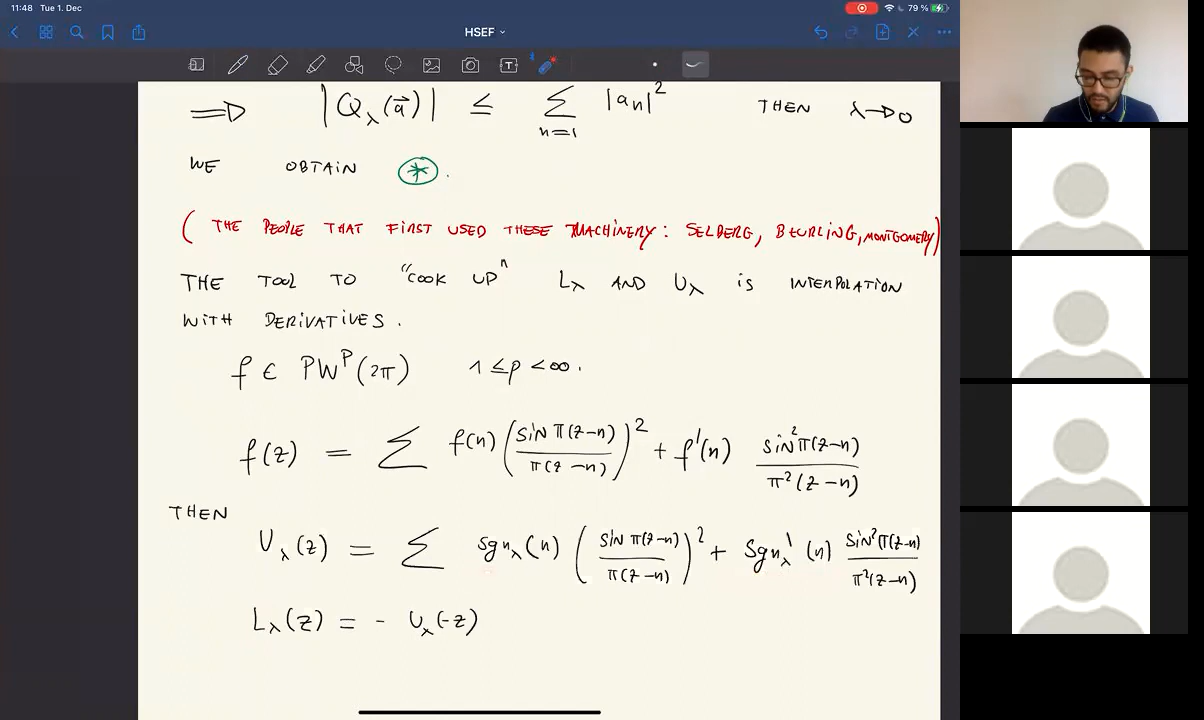 11:48 Tue 1. Dec
79 %
HSEF
⟹ |Q_λ(a⃗)| ≤ ∑_{n=1} |a_n|² THEN λ→0
WE OBTAIN ⊛.
( THE PEOPLE THAT FIRST USED THESE MACHINERY: SELBERG, BEURLING, MONTGOMERY)
THE TOOL TO "COOK UP" L_λ AND U_λ is INTERPOLATION
WITH DERIVATIVES.
f ∈ PW^p(2π) 1 ≤ p < ∞.
f(z) = ∑ f(n) (sin π(z-n) / π(z-n))² + f'(n) sin²π(z-n) / π²(z-n)
THEN
U_λ(z) = ∑ sgn_λ(n) (sin π(z-n) / π(z-n))² + sgn_λ'(n) sin²(π(z-n) / π²(z-n)
L_λ(z) = - U_λ(-z)